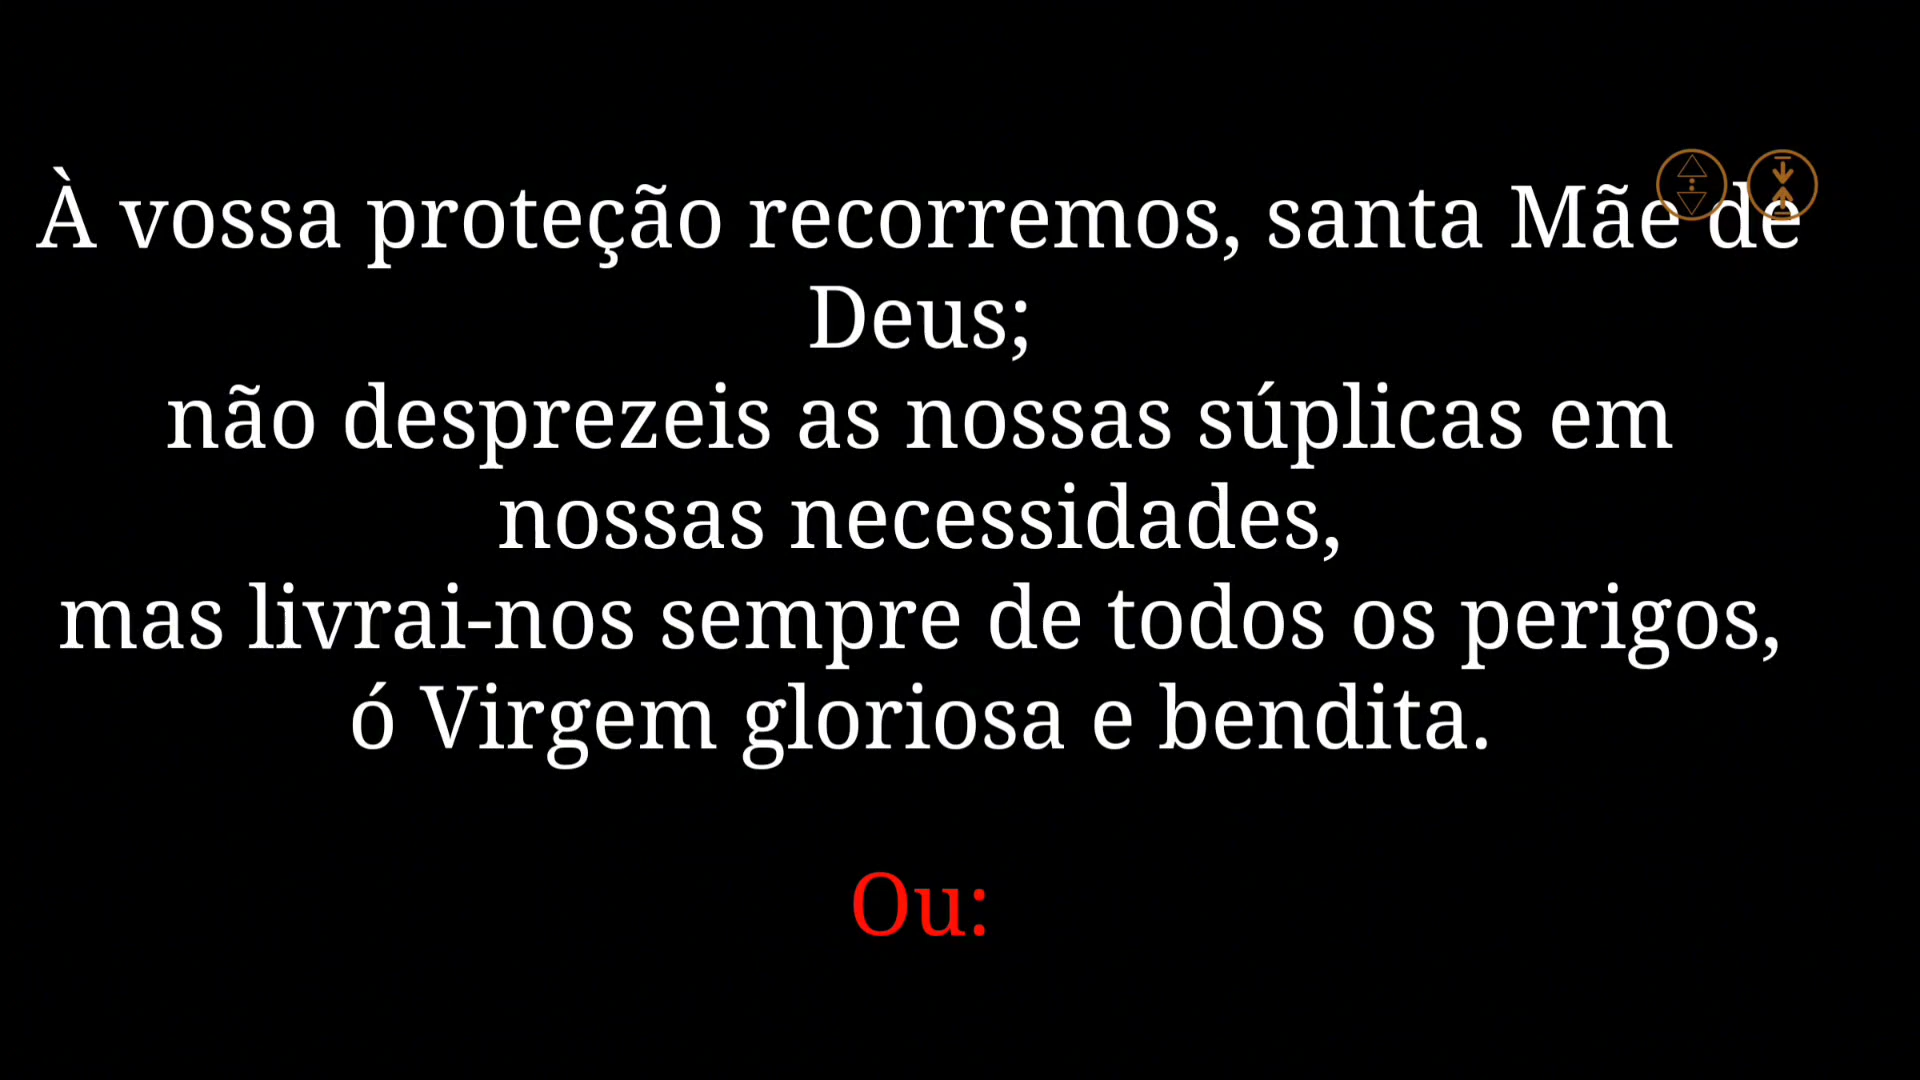 À vossa proteção recorremos, santa Mãe de
Deus;
não desprezeis as nossas súplicas em
nossas necessidades,
mas livrai-nos sempre de todos os perigos,
ó Virgem gloriosa e bendita.
Ou: